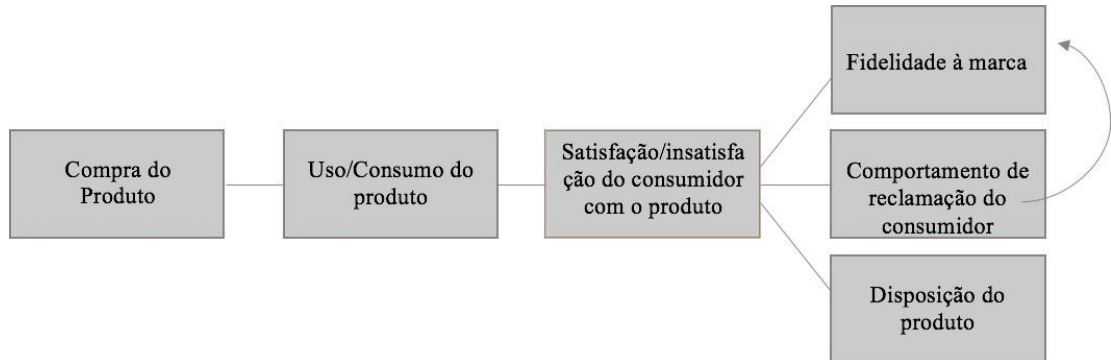 Compra do
Produto
Uso/Consumo do
produto
Satisfação/insatisfa
ção do consumidor
com o produto
Fidelidade à marca
Comportamento de
reclamação do
consumidor
Disposição do
produto